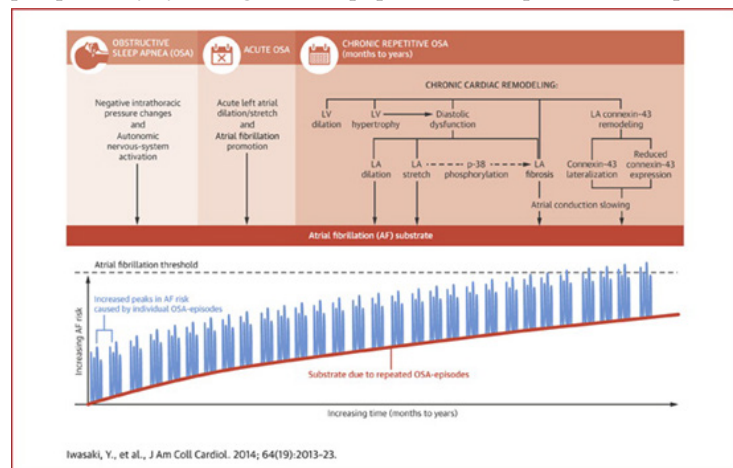 OBSTRUCTIVE
SLEEP APNEA (OSA)
ACUTE OSA
CHRONIC REPETITIVE OSA
(months to years)
Negative intrathoracic
pressure changes
and
Autonomic
nervous-system
activation
Acute left atrial
dilation/stretch
and
Atrial fibrillation
promotion
CHRONIC CARDIAC REMODELING:
LV
dilation
LV
hypertrophy
Diastolic
dysfunction
LA connexin-43
remodeling
LA
dilation
LA
stretch
p-38
phosphorylation
LA
fibrosis
Connexin-43
lateralization
Reduced
connexin-43
expression
Atrial conduction slowing
Atrial fibrillation (AF) substrate
Atrial fibrillation threshold
Increased peaks in AF risk
caused by individual OSA-episodes
Increasing AF risk
Substrate due to repeated OSA-episodes
Increasing time (months to years)
Iwasaki, Y., et al., J Am Coll Cardiol. 2014; 64(19):2013-23.